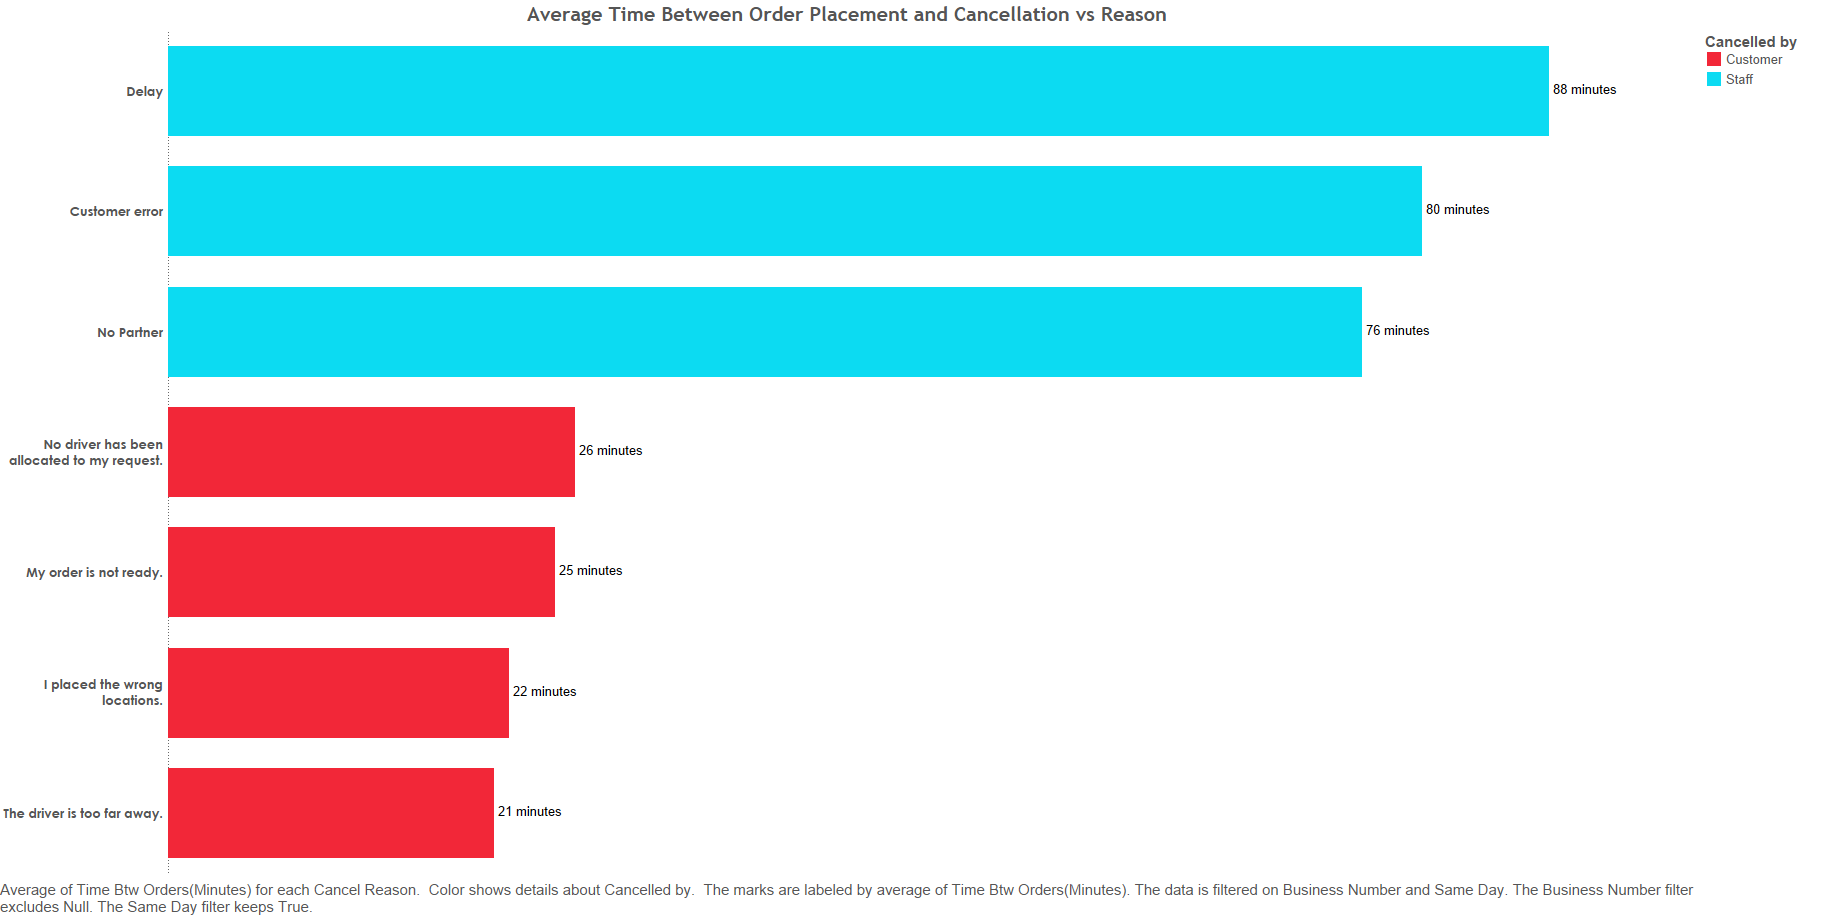 Average Time Between Order Placement and Cancellation vs Reason
Cancelled by
Customer
Staff
Delay
88 minutes
Customer error
80 minutes
No Partner
76 minutes
No driver has been
allocated to my request.
26 minutes
My order is not ready.
25 minutes
I placed the wrong
locations.
22 minutes
The driver is too far away.
21 minutes
Average of Time Btw Orders(Minutes) for each Cancel Reason.  Color shows details about Cancelled by.  The marks are labeled by average of Time Btw Orders(Minutes). The data is filtered on Business Number and Same Day. The Business Number filter
excludes Null. The Same Day filter keeps True.